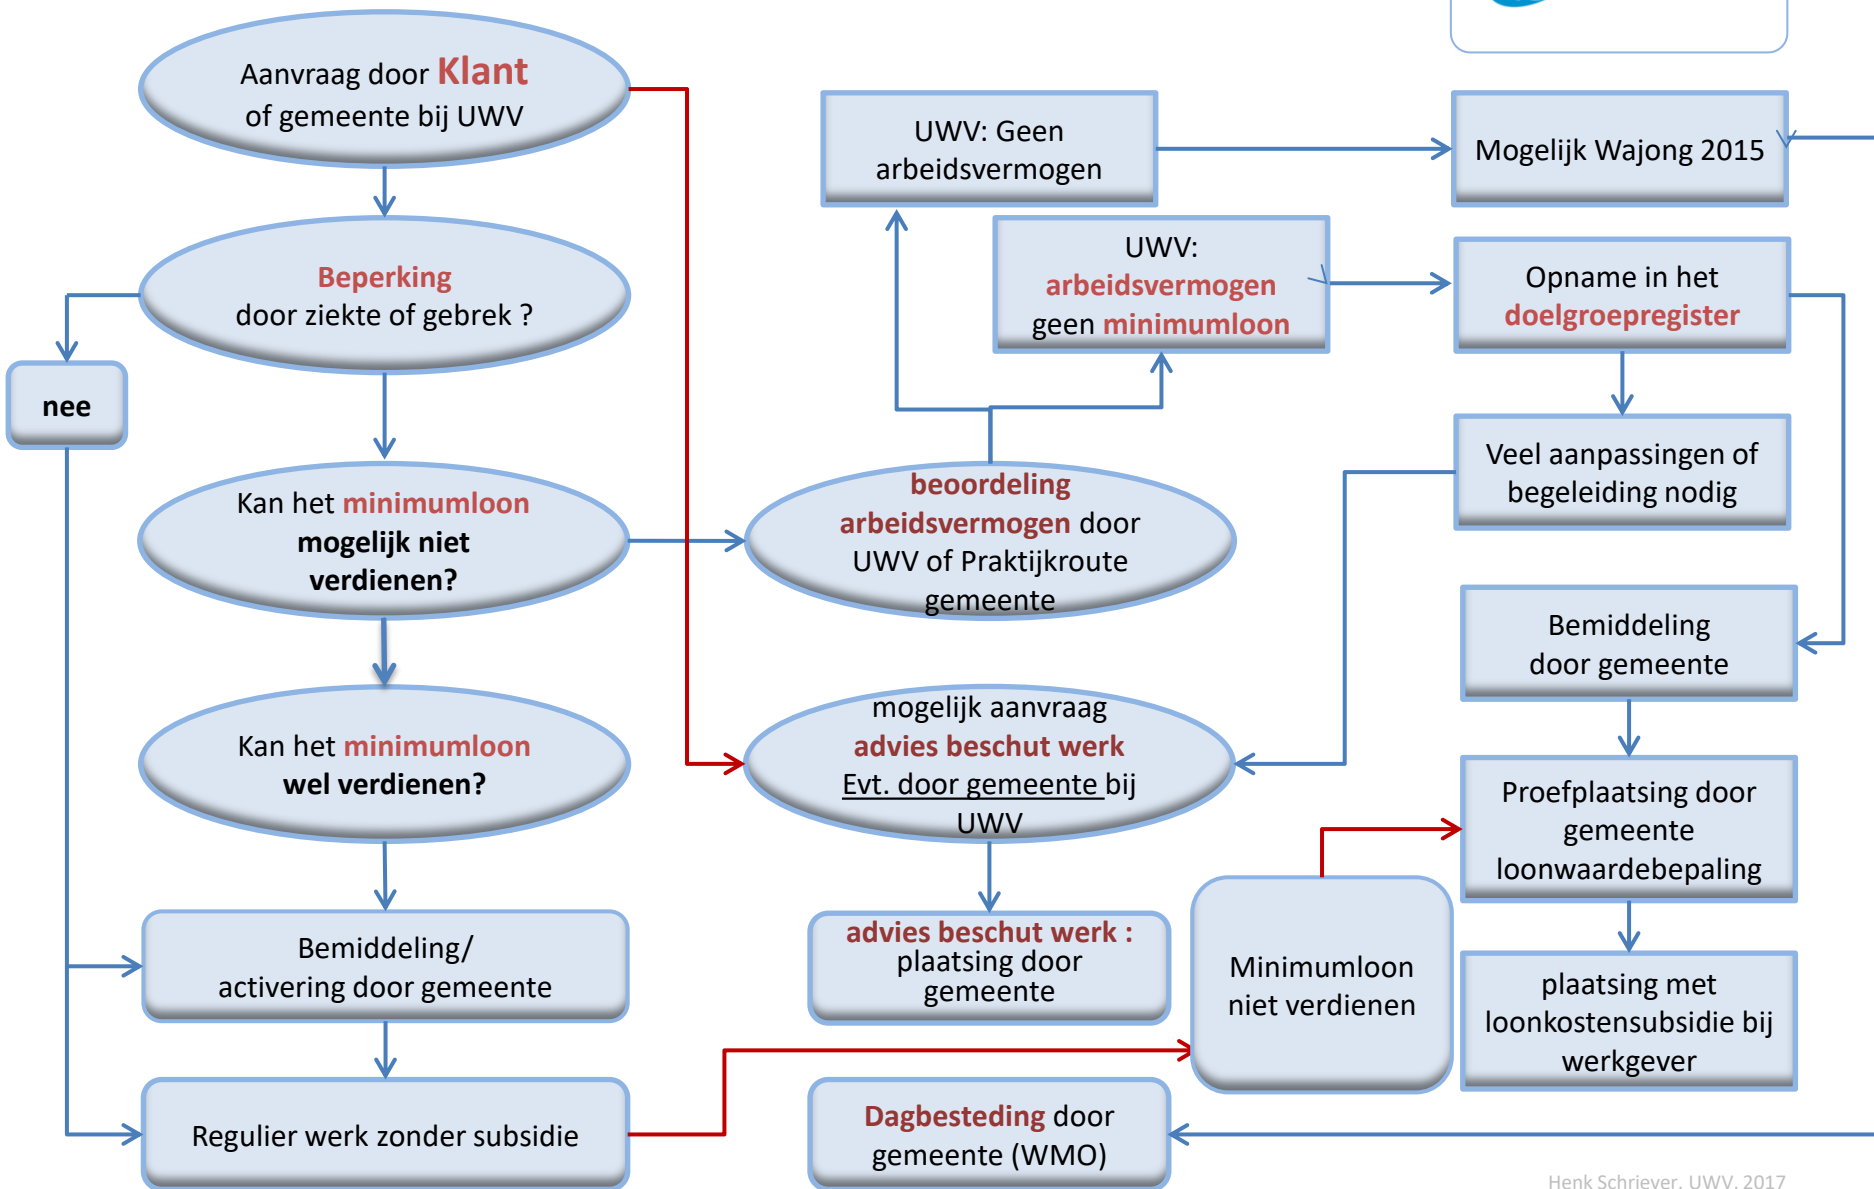 Aanvraag door Klant
of gemeente bij UWV
Beperking
door ziekte of gebrek ?
nee
Kan het minimumloon
mogelijk niet
verdienen?
Kan het minimumloon
wel verdienen?
Bemiddeling/
activering door gemeente
Regulier werk zonder subsidie
UWV: Geen
arbeidsvermogen
UWV:
arbeidsvermogen
geen minimumloon
beoordeling
arbeidsvermogen door
UWV of Praktijkroute
gemeente
mogelijk aanvraag
advies beschut werk
Evt. door gemeente bij
UWV
advies beschut werk :
plaatsing door
gemeente
Dagbesteding door
gemeente (WMO)
Minimumloon
niet verdienen
Mogelijk Wajong 2015
Opname in het
doelgroepregister
Veel aanpassingen of
begeleiding nodig
Bemiddeling
door gemeente
Proefplaatsing door
gemeente
loonwaardebepaling
plaatsing met
loonkostensubsidie bij
werkgever
Henk Schriever, UWV, 2017